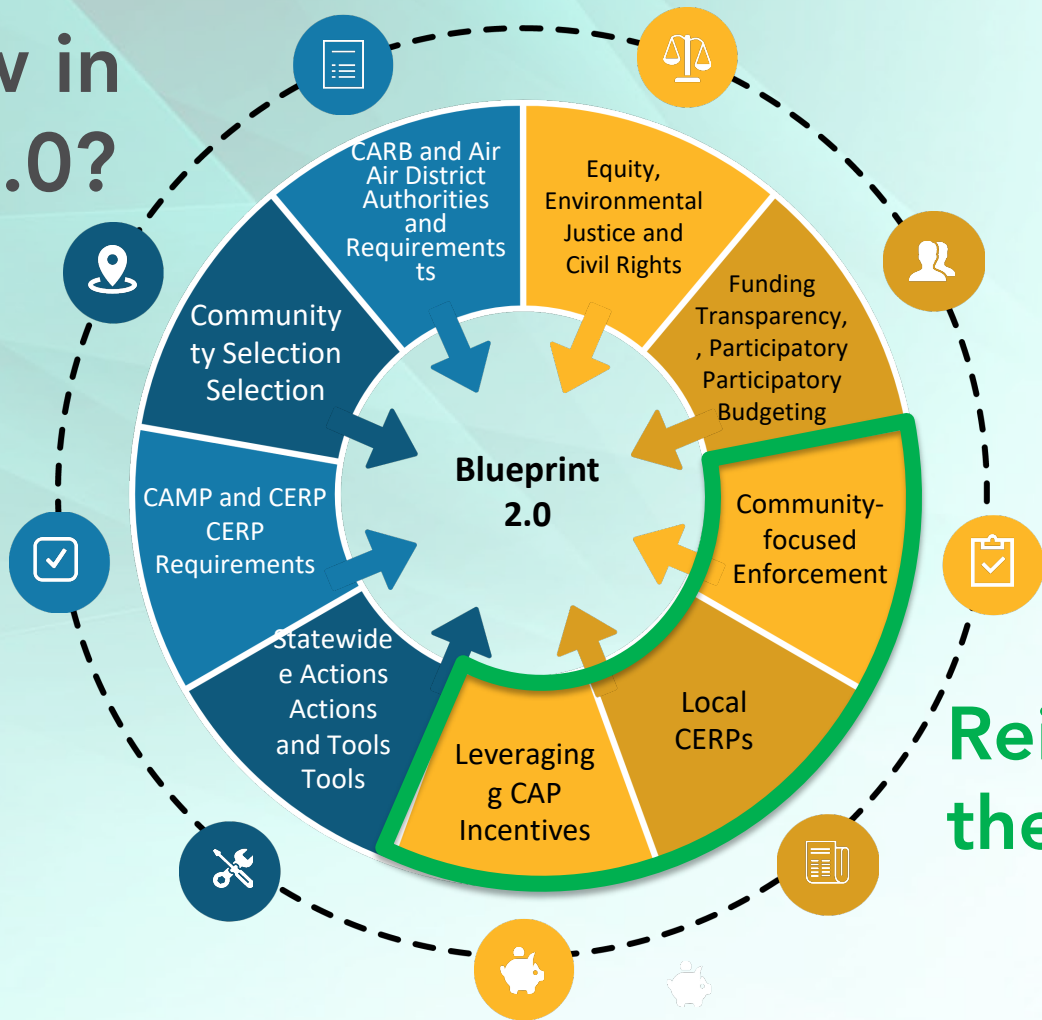 w in
.0?
CARB and Air
Air District
Authorities
and
Requirements
ts
Equity,
Environmental
Justice and
Civil Rights
Funding
Transparency,
, Participatory
Participatory
Budgeting
Community-
focused
Enforcement
Local
CERPs
Leveraging
g CAP
Incentives
Statewide
e Actions
Actions
and Tools
Tools
CAMP and CERP
CERP
Requirements
Community
ty Selection
Selection
Blueprint
2.0
Rei
the